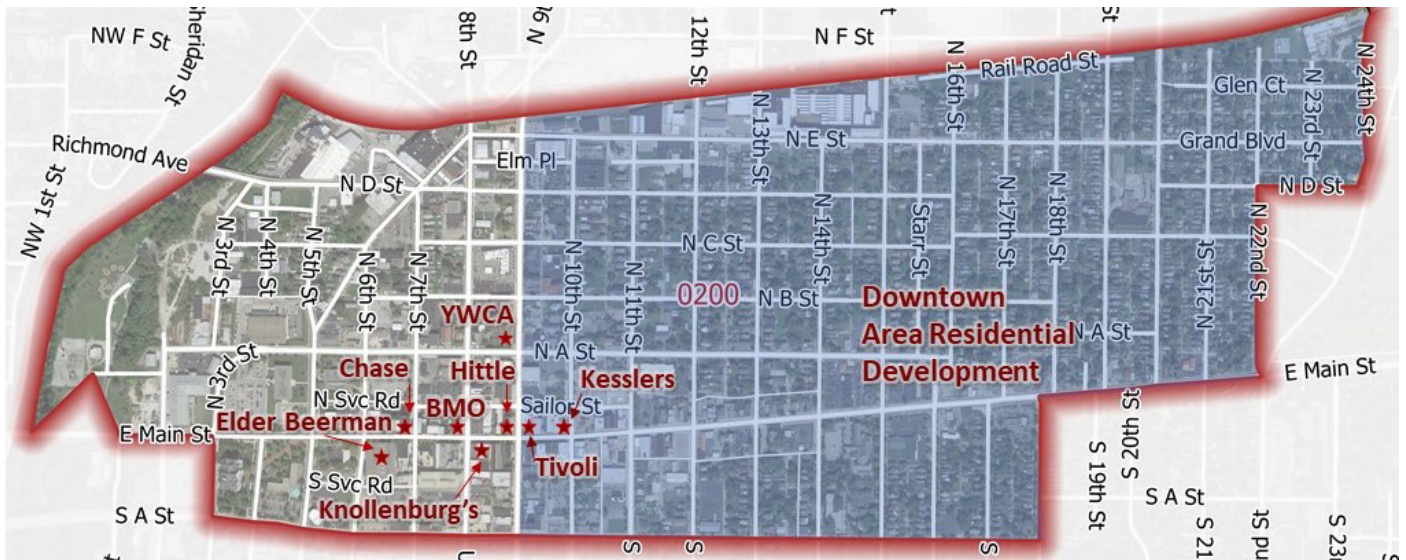 NW F St
Sheridan St
8th St
N 9
12th St
N F St
St
N 16th St
Rail Road St
Glen Ct
N 23rd St
N 24th St
Richmond Ave
NW 1st St
N D St
Elm Pl
N 13th St
N E St
Grand Blvd
N D St
N 3rd St
N 4th St
N 5th St
N 6th St
N 7th St
N 10th St
N 11th St
N C St
N 14th St
Starr St
N 17th St
N 18th St
N 21st St
N 22nd St
0200
N B St
Downtown
Area Residential
Development
YWCA
N A St
N A St
N 3rd St
Chase
Hittle
Kesslers
E Main St
N Svc Rd
BMO
Sailor St
Elder Beerman
E Main St
Tivoli
S Svc Rd
Knollenburg's
S A St
S 19th St
S 20th St
S A St
S 21
nd St
S 23
S
S
S